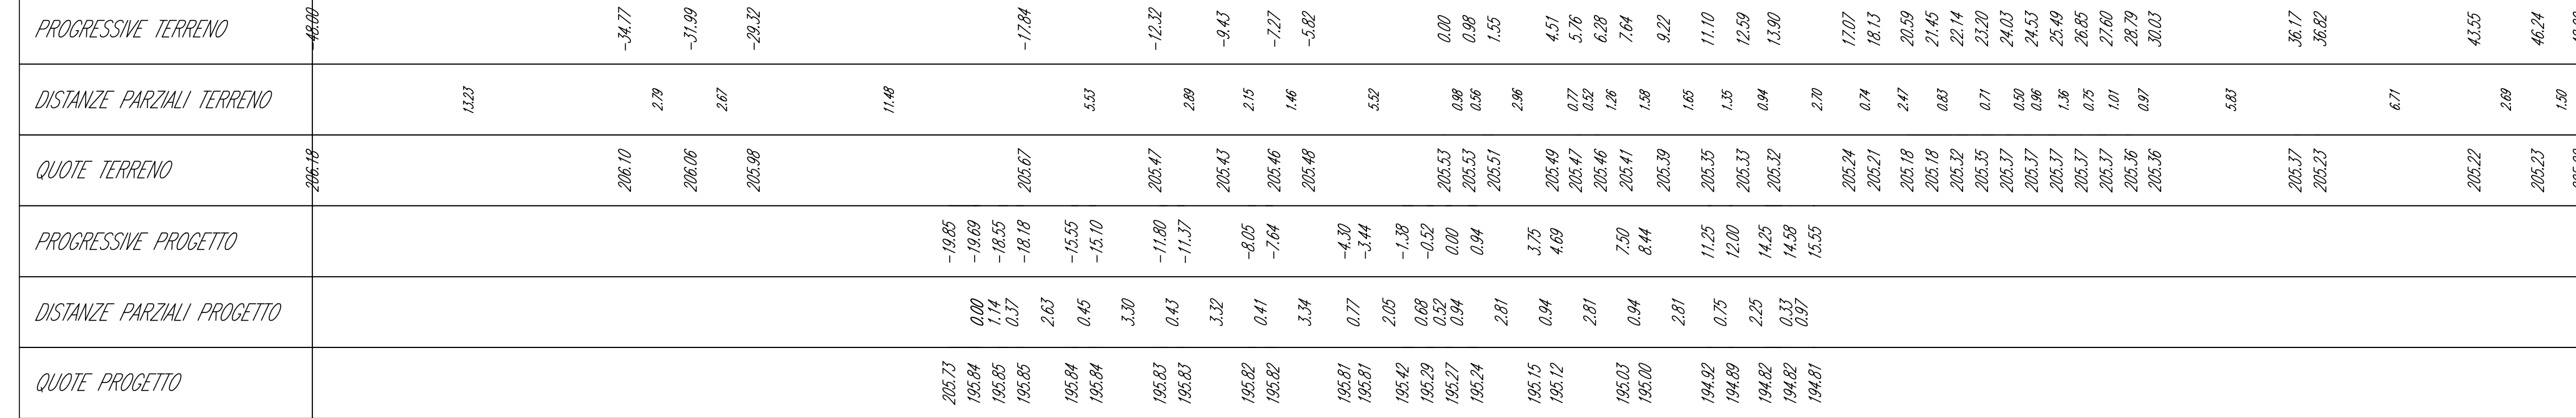 PROGRESSIVE TERRENO -48.00 -34.77 -31.99 -29.32 -17.84 -12.32 -9.43 -7.27 -5.82 0.00 0.98 1.55 4.51 5.76 6.28 7.64 9.22 11.10 12.59 13.90 17.07 18.13 20.59 21.45 22.14 23.20 24.03 24.53 25.49 26.85 27.60 28.79 30.03 36.17 36.82 43.55 46.24
DISTANZE PARZIALI TERRENO 13.23 2.79 2.67 11.48 5.53 2.89 2.15 1.46 5.52 0.98 0.56 2.96 0.77 0.52 1.26 1.58 1.65 1.35 0.94 2.70 0.74 2.47 0.83 0.71 0.50 0.96 1.36 0.75 1.01 0.97 5.83 6.71 2.69 1.50
QUOTE TERRENO 206.18 206.10 206.06 205.98 205.67 205.47 205.43 205.46 205.48 205.53 205.53 205.51 205.49 205.47 205.46 205.41 205.39 205.35 205.33 205.32 205.24 205.21 205.18 205.18 205.32 205.35 205.37 205.37 205.37 205.37 205.37 205.36 205.36 205.37 205.23 205.22 205.23
PROGRESSIVE PROGETTO -19.85 -19.69 -18.55 -18.18 -15.55 -15.10 -11.80 -11.37 -8.05 -7.64 -4.30 -3.44 -1.38 -0.52 0.00 0.94 3.75 4.69 7.50 8.44 11.25 12.00 14.25 14.58 15.55
DISTANZE PARZIALI PROGETTO 0.00 1.14 0.37 2.63 0.45 3.30 0.43 3.32 0.41 3.34 0.77 2.05 0.68 0.52 0.94 2.81 0.94 2.81 0.94 2.81 0.75 2.25 0.33 0.97
QUOTE PROGETTO 205.73 195.84 195.85 195.85 195.84 195.84 195.83 195.83 195.82 195.82 195.81 195.81 195.42 195.29 195.27 195.24 195.15 195.12 195.03 195.00 194.92 194.89 194.82 194.82 194.81